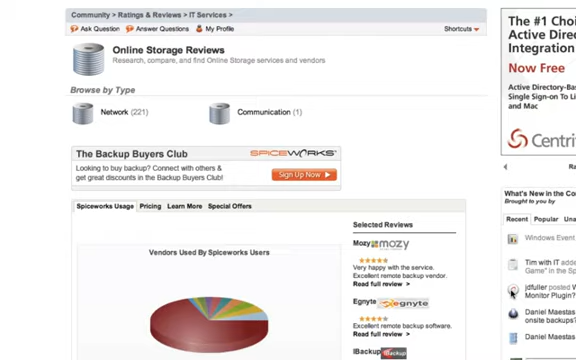 Community > Ratings & Reviews > IT Services >
Ask Question Answer Questions My Profile Shortcuts
Online Storage Reviews
Research, compare, and find Online Storage services and vendors
Browse by Type
Network (221) Communication (1)
The Backup Buyers Club SPICEWORKS
Looking to buy backup? Connect with others &
get great discounts in the Backup Buyers Club!
Sign Up Now
Spiceworks Usage Pricing Learn More Special Offers
Vendors Used By Spiceworks Users
Selected Reviews
Mozy mozy
Very happy with the service.
Excellent remote backup vendor.
Read full review >
Egnyte egnyte
Excellent remote backup software.
Read full review >
IBackup IBackup
The #1 Choi
Active Dire
Integration
Now Free
Active Directory-Bas
Single Sign-on To Li
and Mac
Centri
Ra
What's New in the Co
Brought to you by
Recent Popular Una
Windows Event
Tim with IT adde
Game" in the Sp
jdfuller posted W
Monitor Plugin?
Daniel Maestas
onsite backups?
Daniel Maestas